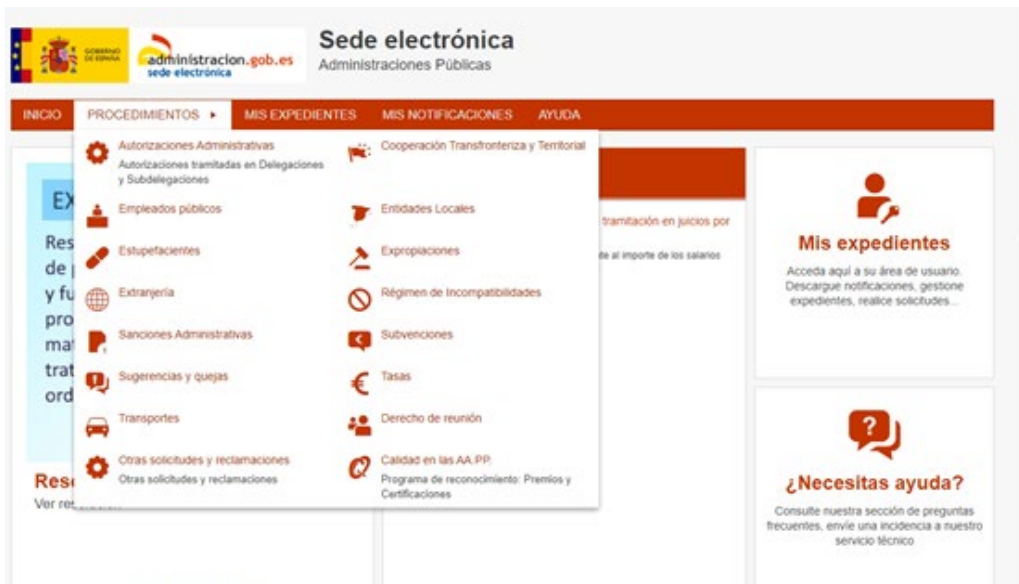 GOBIERNO
DE ESPAÑA
administracion.gob.es
sede electrónica
Sede electrónica
Administraciones Públicas
INICIO PROCEDIMIENTOS MIS EXPEDIENTES MIS NOTIFICACIONES AYUDA
Autorizaciones Administrativas
Autorizaciones tramitadas en Delegaciones
y Subdelegaciones
Cooperación Transfronteriza y Territorial
Empleados públicos
Entidades Locales
Estupefacientes
Expropiaciones
Extranjería
Régimen de Incompatibilidades
Sanciones Administrativas
Subvenciones
Sugerencias y quejas
Tasas
Transportes
Derecho de reunión
Otras solicitudes y reclamaciones
Otras solicitudes y reclamaciones
Calidad en las AA.PP.
Programa de reconocimiento: Premios y
Certificaciones
EX
Res
de
y fu
pro
mat
trat
ord
Rese
Ver
tramitación en juicios por
te al importe de los salarios
Mis expedientes
Acceda aquí a su área de usuario.
Descargue notificaciones, gestione
expedientes, realice solicitudes...
¿Necesitas ayuda?
Consulte nuestra sección de preguntas
frecuentes, envíe una incidencia a nuestro
servicio técnico